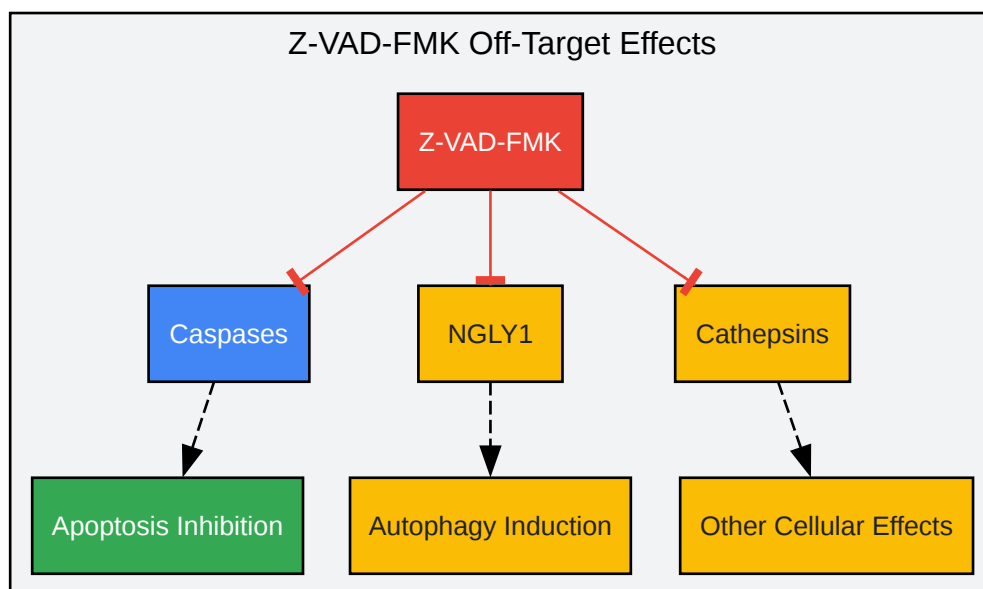 Z-VAD-FMK Off-Target Effects
Z-VAD-FMK
Caspases
NGLY1
Cathepsins
Apoptosis Inhibition
Autophagy Induction
Other Cellular Effects